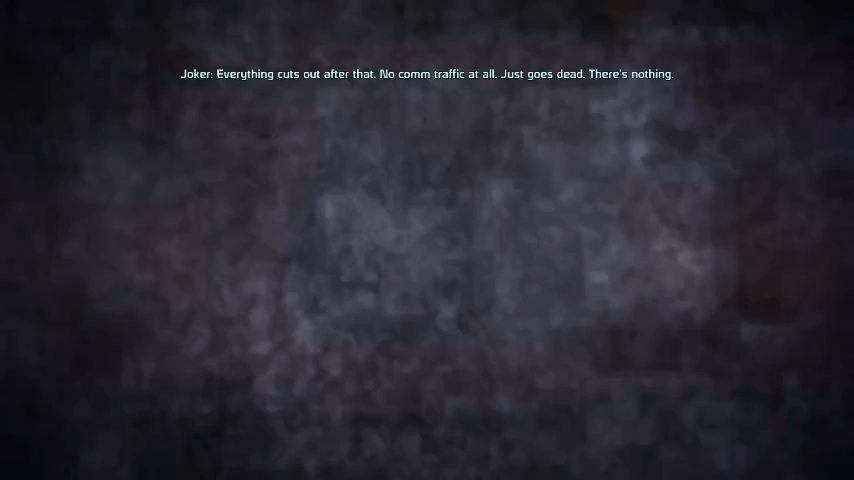 Joker: Everything cuts out after that. No comm traffic at all. Just goes dead. There's nothing.